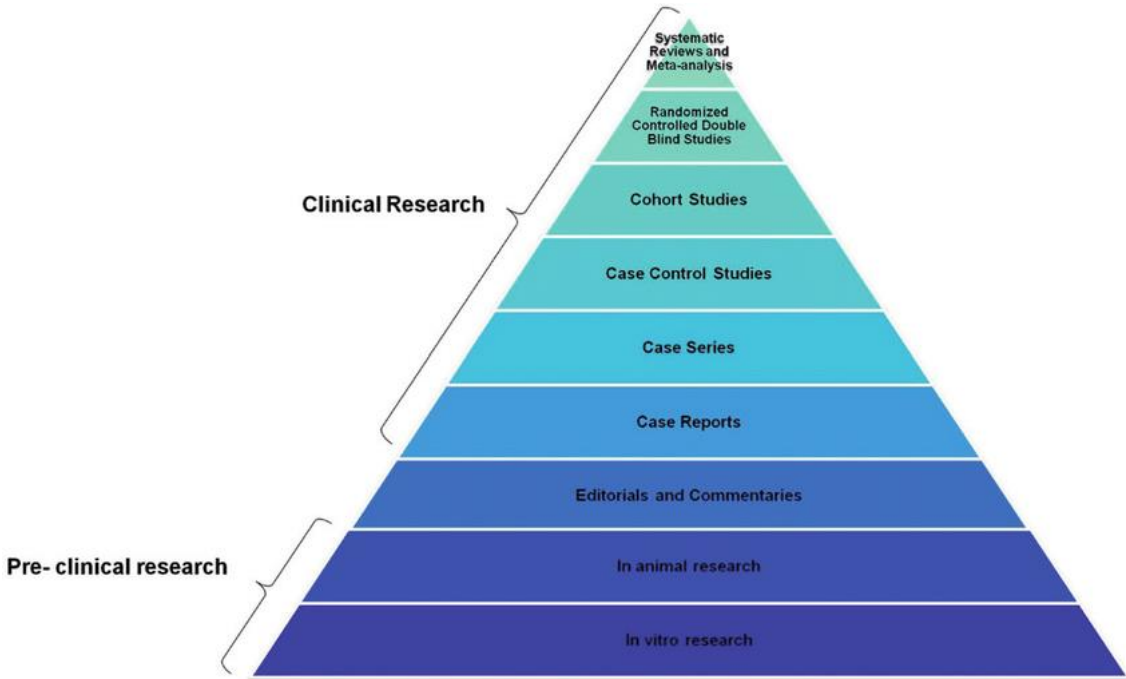 Systematic
Reviews and
Meta-analysis
Randomized
Controlled Double
Blind Studies
Cohort Studies
Clinical Research
Case Control Studies
Case Series
Case Reports
Editorials and Commentaries
In animal research
Pre- clinical research
In vitro research